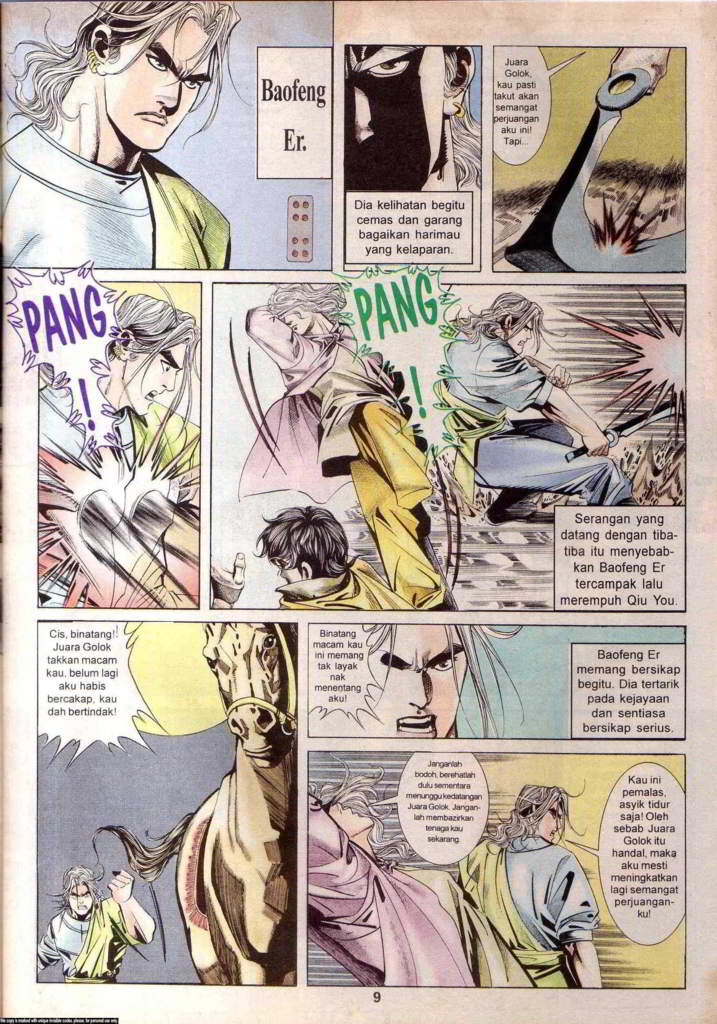 Baofeng
Er.
Dia kelihatan begitu
cemas dan garang
bagaikan harimau
yang kelaparan.
Juara
Golok,
kau pasti
takut akan
semangat
perjuangan
aku ini!
Tapi...
PANG
!
PANG
!
Serangan yang
datang dengan tiba-
tiba itu menyebab-
kan Baofeng Er
tercampak lalu
merempuh Qiu You.
Cis, binatang!
Juara Golok
takkan macam
kau, belum lagi
aku habis
bercakap, kau
dah bertindak!
Binatang
macam kau
ini memang
tak layak
nak
menentang
aku!
Baofeng Er
memang bersikap
begitu. Dia tertarik
pada kejayaan
dan sentiasa
bersikap serius.
Janganlah
bodoh, berehatlah
dulu sementara
menunggu kedatangan
Juara Golok. Jangan-
lah membazirkan
tenaga kau
sekarang.
Kau ini
pemalas,
asyik tidur
saja! Oleh
sebab Juara
Golok itu
handal, maka
aku mesti
meningkatkan
lagi semangat
perjuangan-
ku!
9